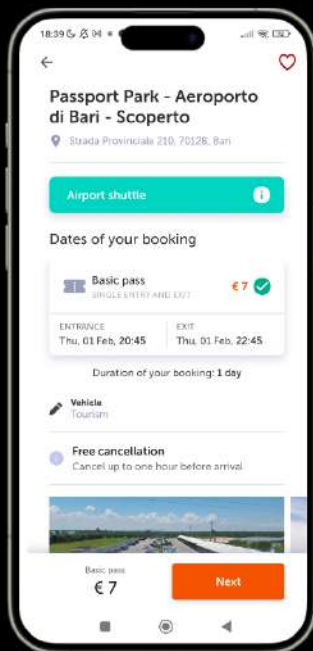 18:39
Passport Park - Aeroporto
di Bari - Scoperto
Strada Provinciale 210, 70128, Bari
Airport shuttle
Dates of your booking
Basic pass
€ 7
SINGLE ENTRY AND EXIT
ENTRANCE
EXIT
Thu, 01 Feb, 20:45
Thu, 01 Feb, 22:45
Duration of your booking: 1 day
Vehicle
Tourism
Free cancellation
Cancel up to one hour before arrival
Basic pass
€ 7
Next